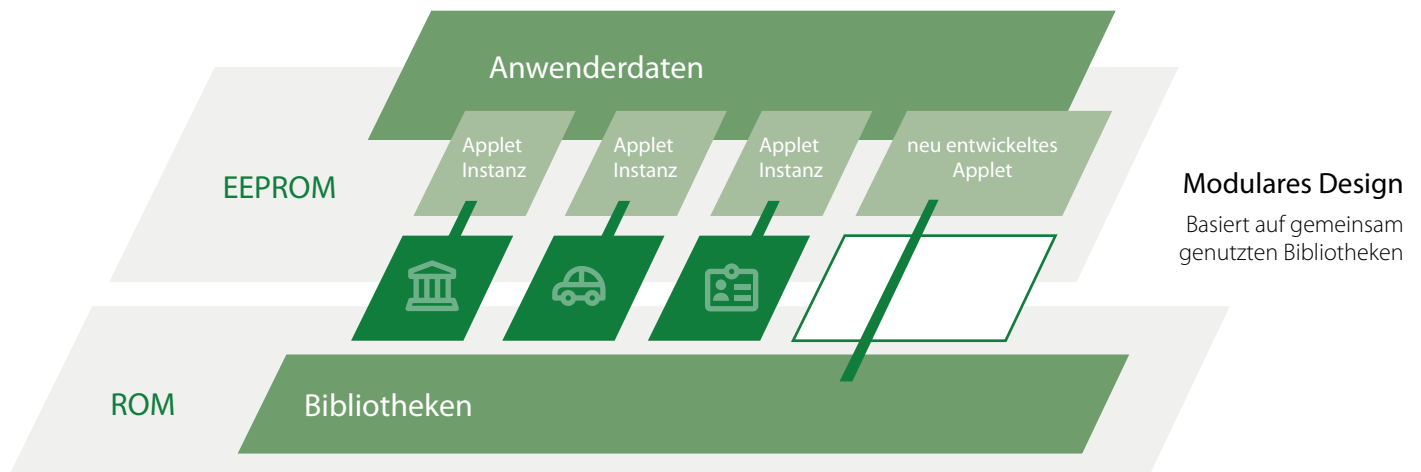 Anwenderdaten
Applet
Instanz
Applet
Instanz
Applet
Instanz
neu entwickeltes
Applet
EEPROM
Modulares Design
Basiert auf gemeinsam
genutzten Bibliotheken
ROM
Bibliotheken